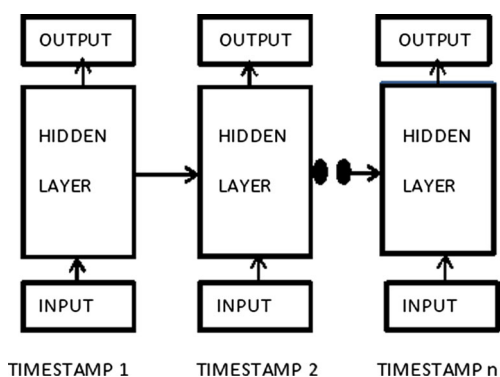 OUTPUT OUTPUT OUTPUT
HIDDEN HIDDEN HIDDEN
LAYER LAYER LAYER
INPUT INPUT INPUT
TIMESTAMP 1 TIMESTAMP 2 TIMESTAMP n